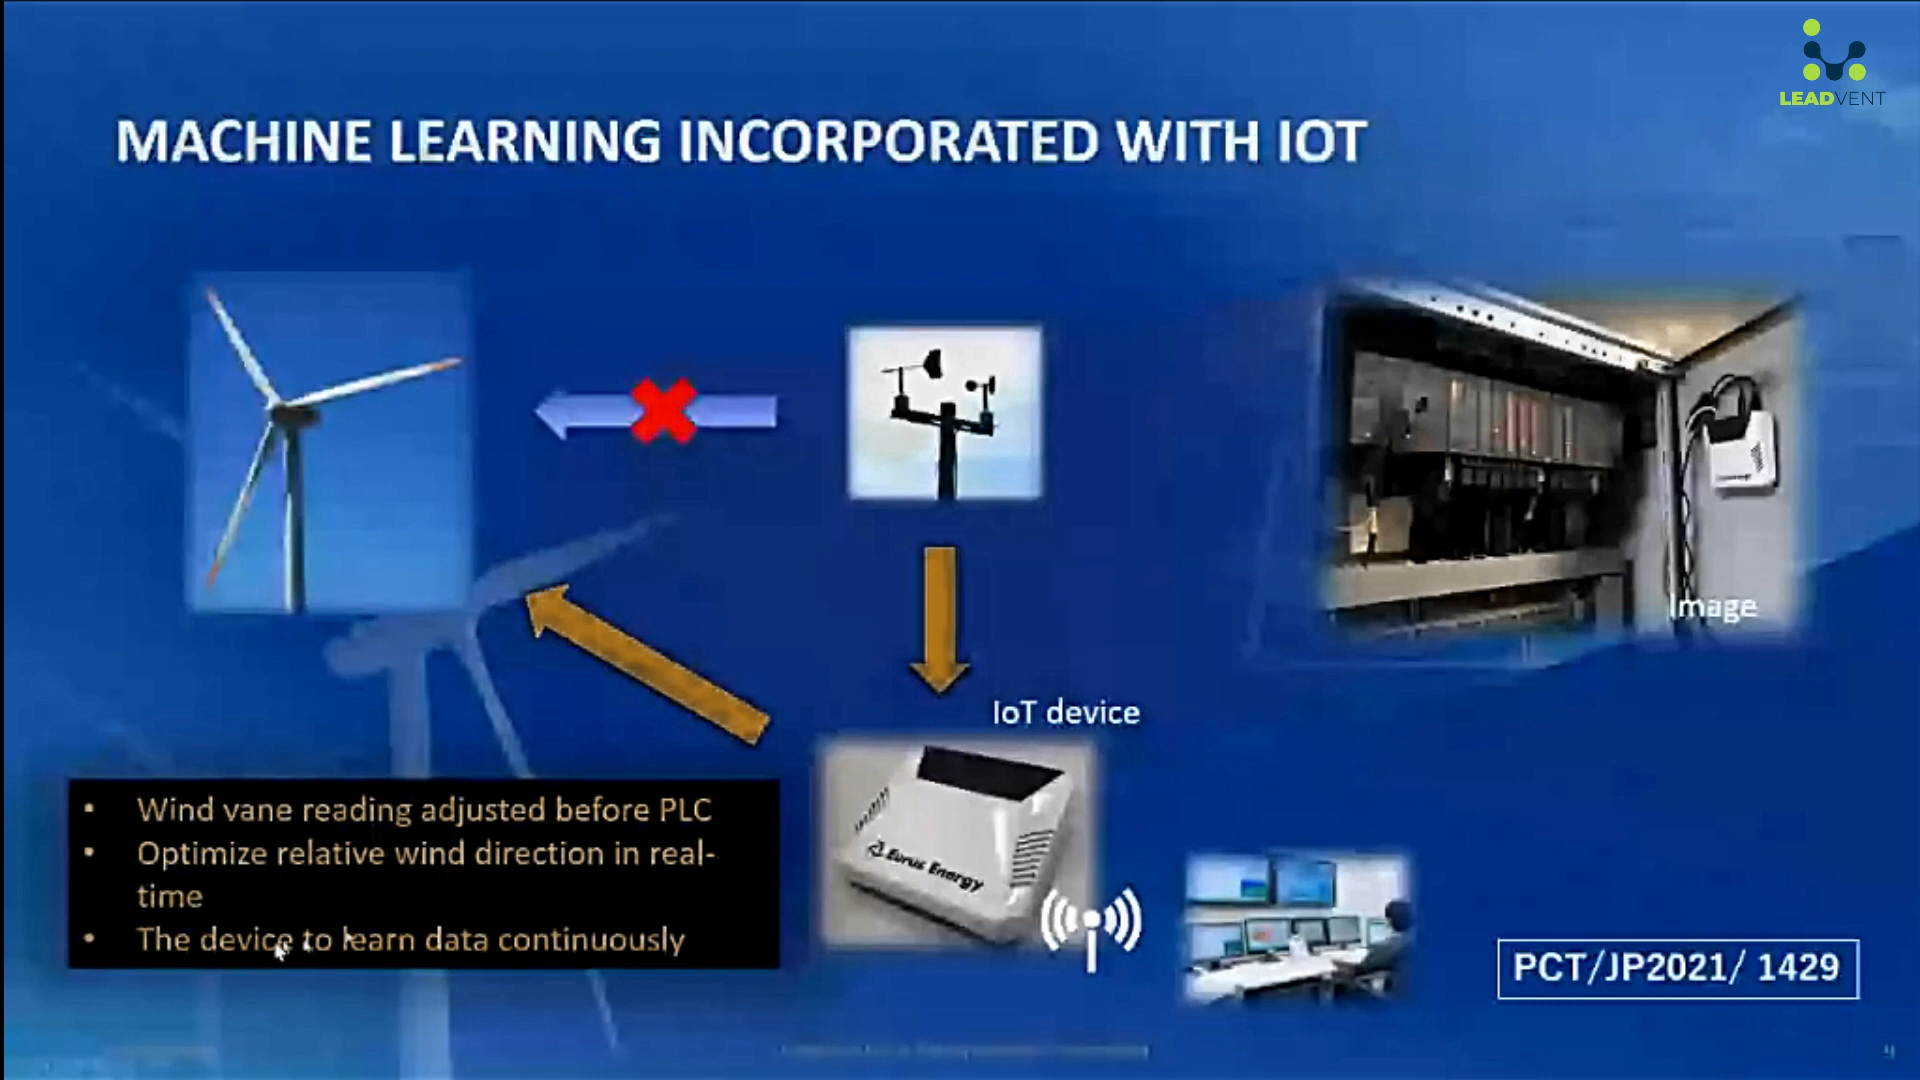 LEADVENT
MACHINE LEARNING INCORPORATED WITH IOT
Image
IoT device
Eurus Energy
• Wind vane reading adjusted before PLC
• Optimize relative wind direction in real-
time
• The device to learn data continuously
PCT/JP2021/ 1429